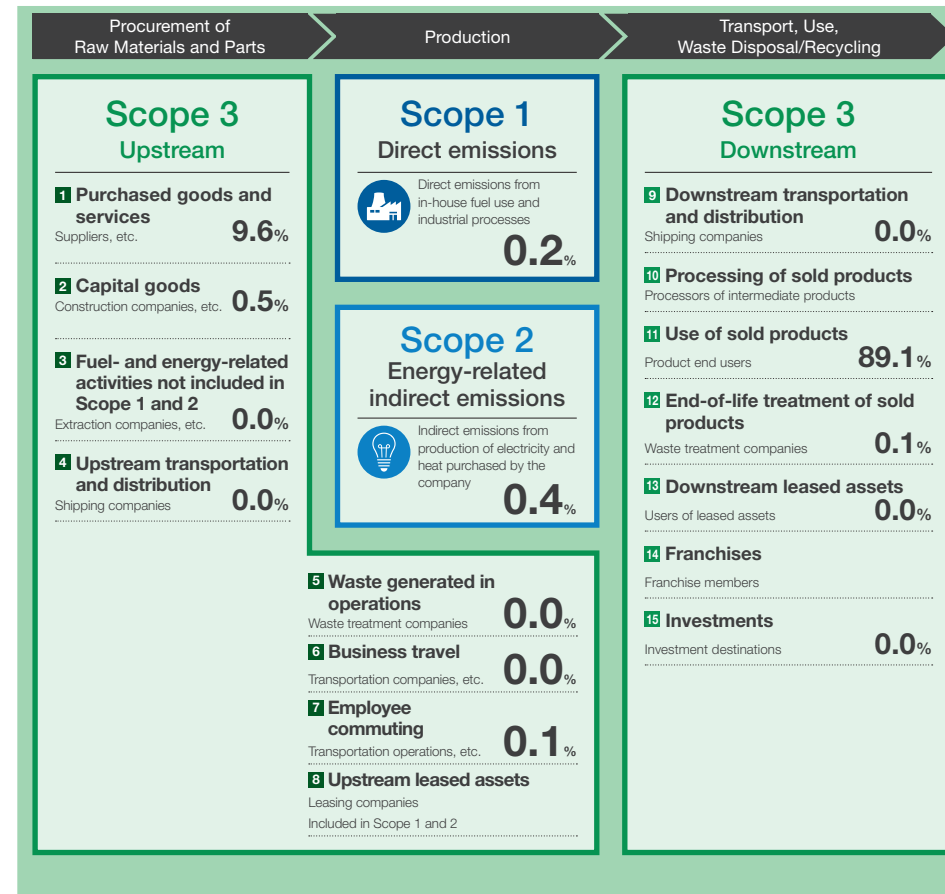 Procurement of
Raw Materials and Parts
Production
Transport, Use,
Waste Disposal/Recycling
Scope 3
Upstream
1 Purchased goods and
services
Suppliers, etc. 9.6%
2 Capital goods
Construction companies, etc. 0.5%
3 Fuel- and energy-related
activities not included in
Scope 1 and 2
Extraction companies, etc. 0.0%
4 Upstream transportation
and distribution
Shipping companies 0.0%
Scope 1
Direct emissions
Direct emissions from
in-house fuel use and
industrial processes
0.2%
Scope 2
Energy-related
indirect emissions
Indirect emissions from
production of electricity and
heat purchased by the
company
0.4%
5 Waste generated in
operations
Waste treatment companies 0.0%
6 Business travel
Transportation companies, etc. 0.0%
7 Employee
commuting
Transportation operations, etc. 0.1%
8 Upstream leased assets
Leasing companies
Included in Scope 1 and 2
Scope 3
Downstream
9 Downstream transportation
and distribution
Shipping companies 0.0%
10 Processing of sold products
Processors of intermediate products
11 Use of sold products
Product end users 89.1%
12 End-of-life treatment of sold
products
Waste treatment companies 0.1%
13 Downstream leased assets
Users of leased assets 0.0%
14 Franchises
Franchise members
15 Investments
Investment destinations 0.0%